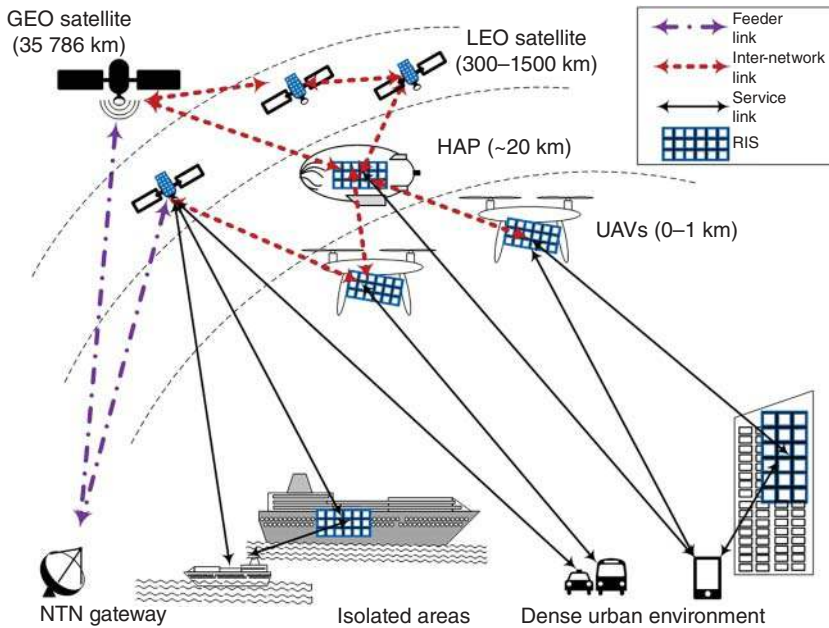 GEO satellite
(35 786 km)
LEO satellite
(300–1500 km)
Feeder
link
Inter-network
link
Service
link
RIS
HAP (~20 km)
UAVs (0–1 km)
NTN gateway
Isolated areas
Dense urban environment